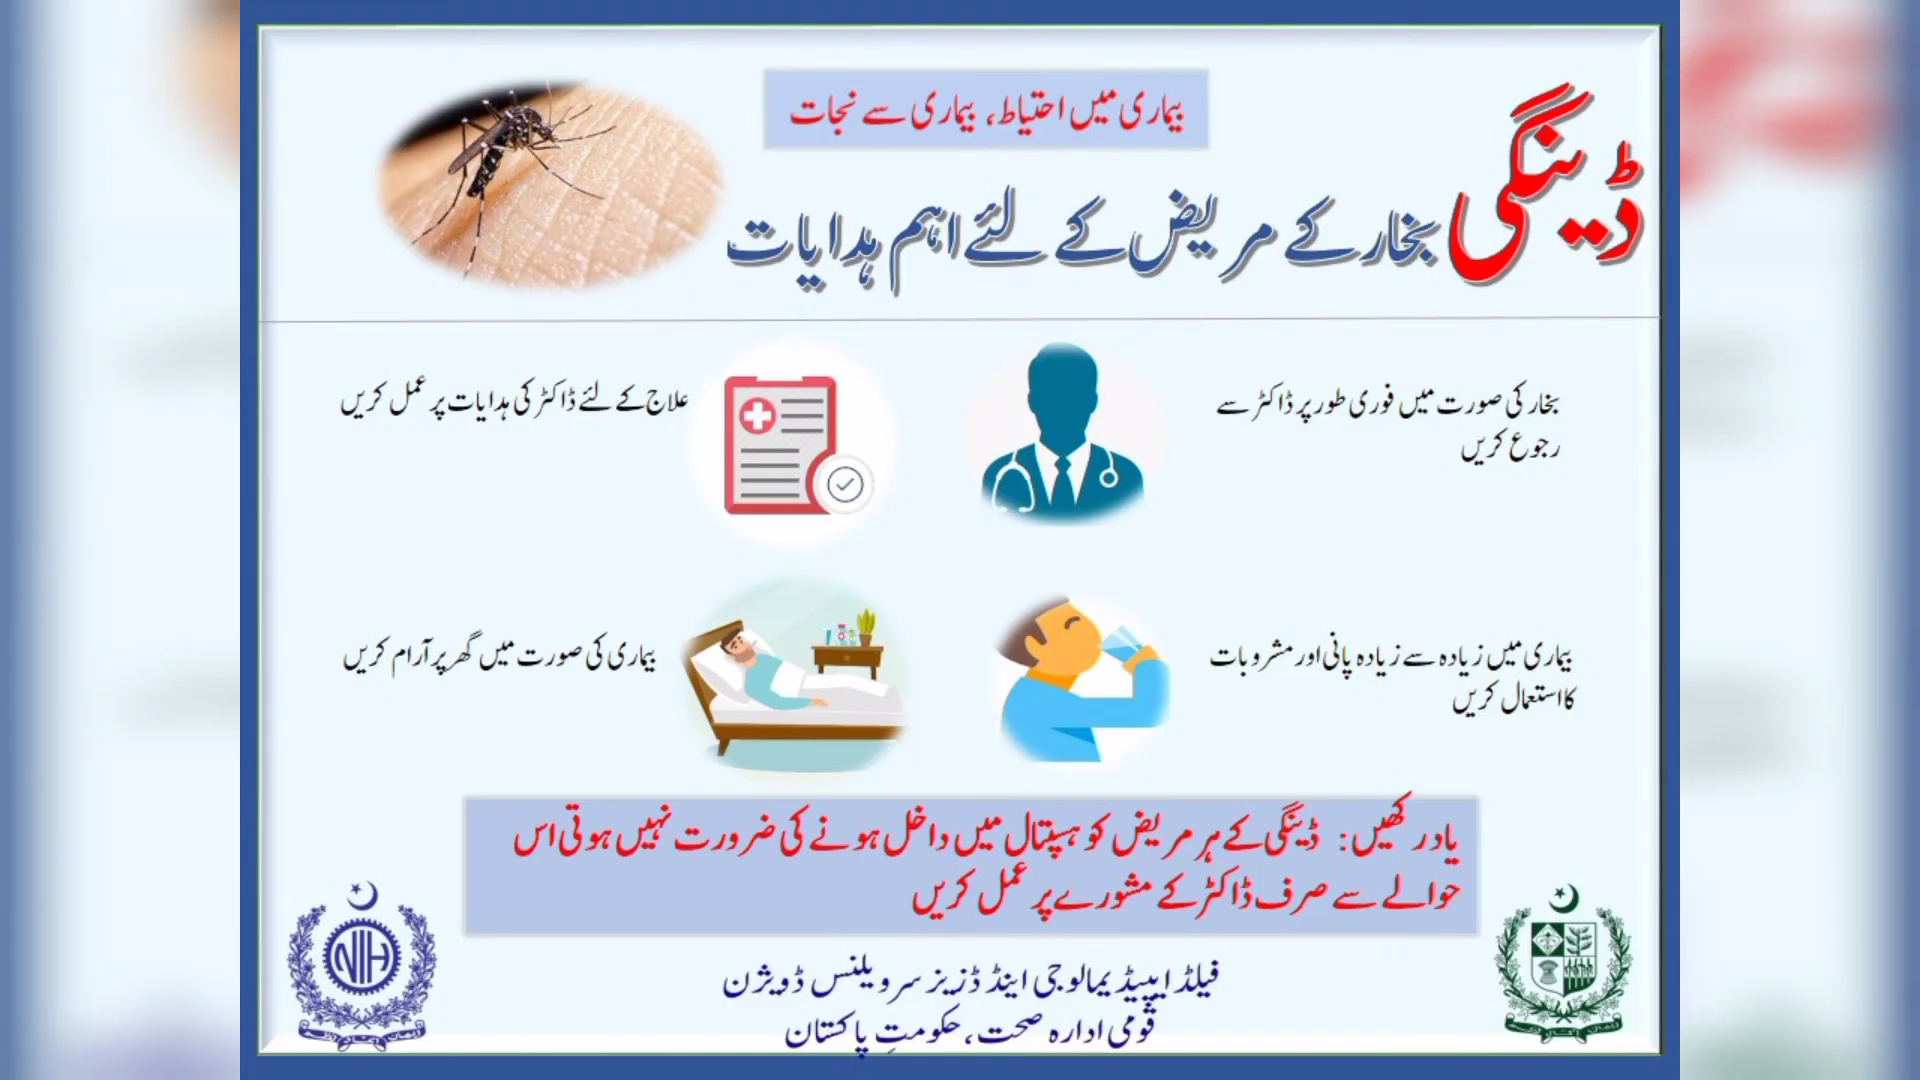 بیماری میں احتیاط، بیماری سے نجات
ڈینگی بخار کے مریض کے لئے اہم ہدایات
بخار کی صورت میں فوری طور پر ڈاکٹر سے
رجوع کریں
علاج کے لئے ڈاکٹر کی ہدایات پر عمل کریں
بیماری میں زیادہ سے زیادہ پانی اور مشروبات
کا استعمال کریں
بیماری کی صورت میں گھر پر آرام کریں
یاد رکھیں: ڈینگی کے ہر مریض کو ہسپتال میں داخل ہونے کی ضرورت نہیں ہوتی اس
حوالے سے صرف ڈاکٹر کے مشورے پر عمل کریں
NIH
فیلڈ ایپیڈیمالوجی اینڈ ڈزیز سرویلنس ڈویژن
قومی ادارہ صحت، حکومتِ پاکستان